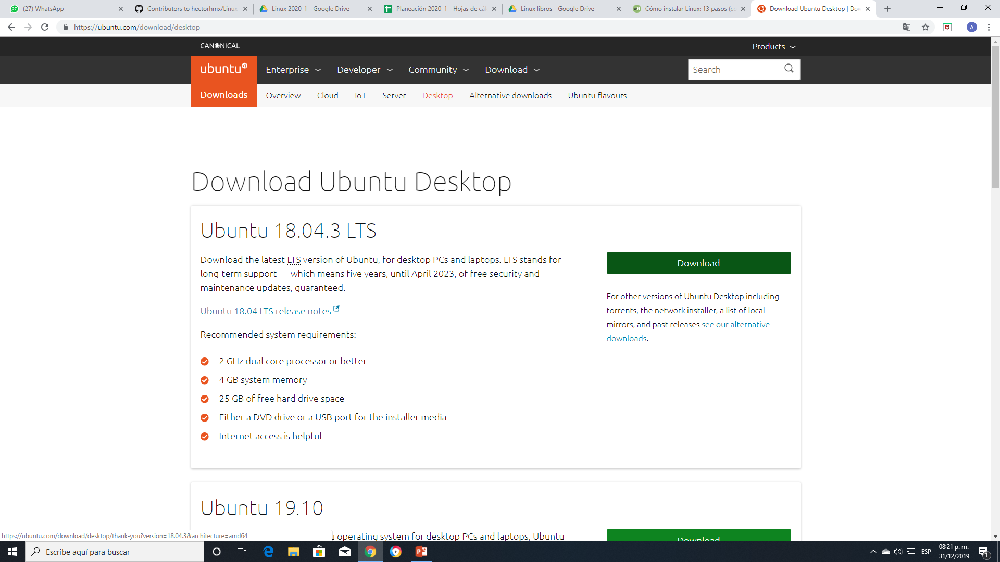 (27) WhatsApp
Contributors to hectorhmx/Linux
Linux 2020-1 - Google Drive
Planeación 2020-1 - Hojas de cál
Linux libros - Google Drive
Cómo instalar Linux: 13 pasos (co
Download Ubuntu Desktop | Dow
https://ubuntu.com/download/desktop
A
CANONICAL
Products
ubuntu
Enterprise
Developer
Community
Download
Search
Downloads
Overview
Cloud
IoT
Server
Desktop
Alternative downloads
Ubuntu flavours
Download Ubuntu Desktop
Ubuntu 18.04.3 LTS
Download the latest LTS version of Ubuntu, for desktop PCs and laptops. LTS stands for
long-term support — which means five years, until April 2023, of free security and
maintenance updates, guaranteed.
Ubuntu 18.04 LTS release notes
Recommended system requirements:
2 GHz dual core processor or better
4 GB system memory
25 GB of free hard drive space
Either a DVD drive or a USB port for the installer media
Internet access is helpful
Download
For other versions of Ubuntu Desktop including
torrents, the network installer, a list of local
mirrors, and past releases see our alternative
downloads.
Ubuntu 19.10
u operating system for desktop PCs and laptops, Ubuntu
Download
https://ubuntu.com/download/desktop/thank-you?version=18.04.3&architecture=amd64
Escribe aquí para buscar
ESP
08:21 p. m.
31/12/2019
1